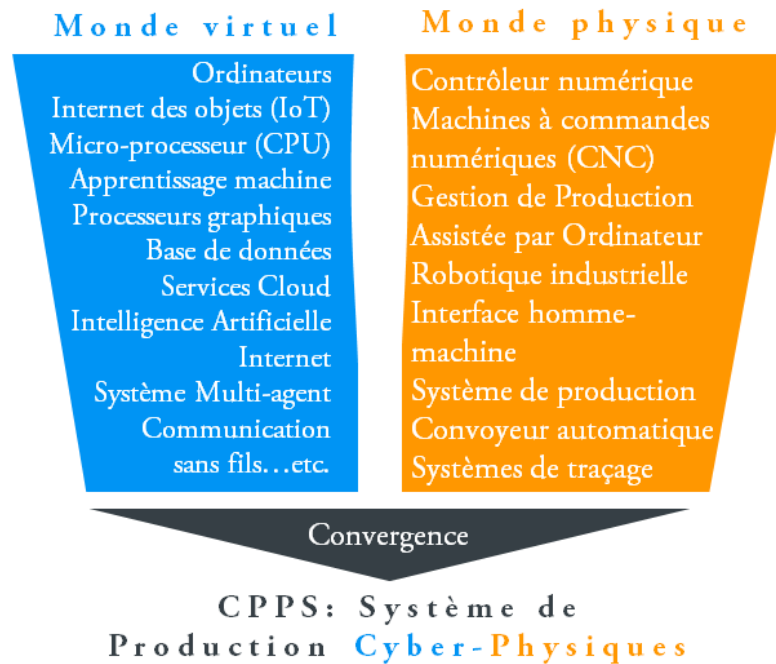 Monde virtuel
Ordinateurs
Internet des objets (IoT)
Micro-processeur (CPU)
Apprentissage machine
Processeurs graphiques
Base de données
Services Cloud
Intelligence Artificielle
Internet
Système Multi-agent
Communication
sans fils...etc.
Monde physique
Contrôleur numérique
Machines à commandes
numériques (CNC)
Gestion de Production
Assistée par Ordinateur
Robotique industrielle
Interface homme-
machine
Système de production
Convoyeur automatique
Systèmes de traçage
Convergence
CPPS: Système de
Production Cyber-Physiques